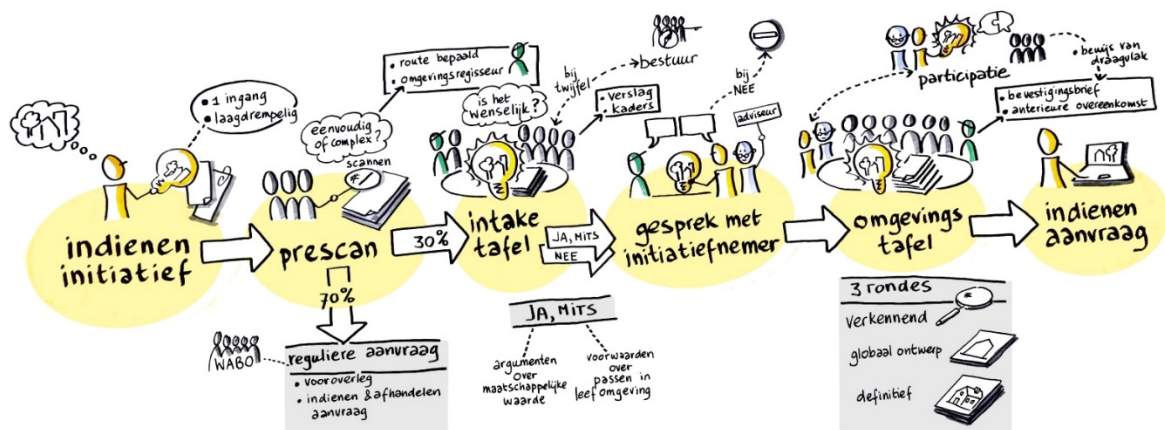 • 1 ingang
• laagdrempelig
indienen
initiatief
eenvoudig
of complex?
scannen
prescan
• route bepaald
• omgevingsregisseur
30%
70%
WABO
reguliere aanvraag
• vooroverleg
• indienen & afhandelen
aanvraag
is het
wenselijk?
bij
twijfel
bestuur
• verslag
• kaders
intake
tafel
JA, MITS
NEE
JA, MITS
argumenten
over
maatschappelijke
waarde
voorwaarden
over
passen in
leefomgeving
bij
NEE
adviseur
gesprek met
initiatiefnemer
participatie
• bewijs van
draagvlak
• bevestigingsbrief
• anterieure overeenkomst
omgevings
tafel
3 rondes
verkennend
globaal ontwerp
definitief
indienen
aanvraag